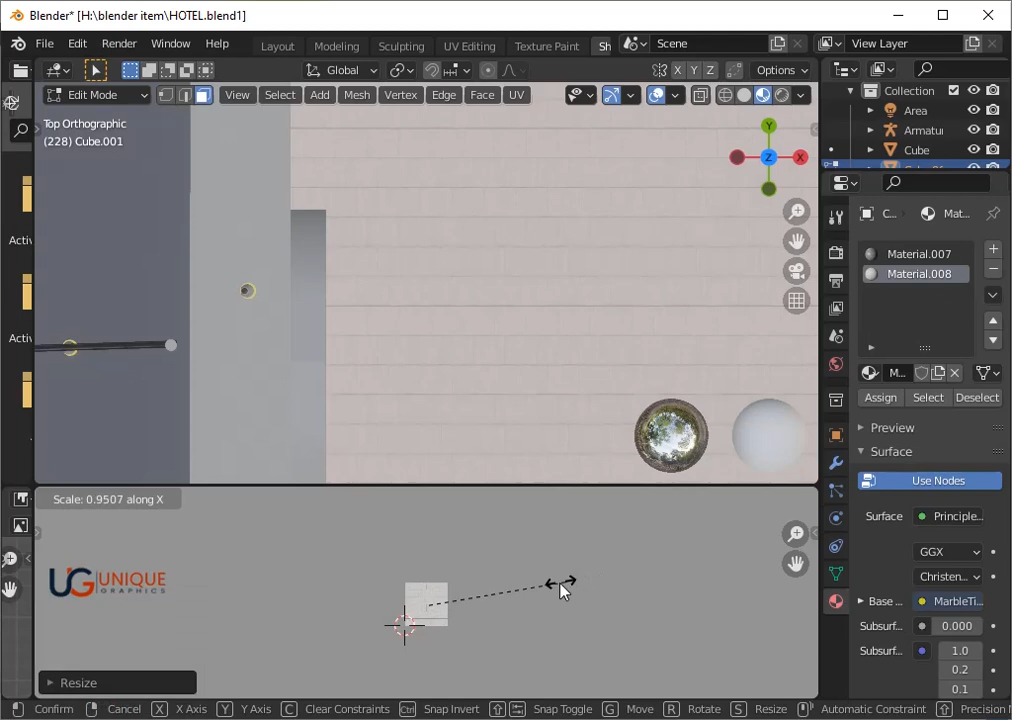 Blender* [H:\blender item\HOTEL.blend1]
File Edit Render Window Help Layout Modeling Sculpting UV Editing Texture Paint Sh Scene View Layer
Global X Y Z Options
Edit Mode View Select Add Mesh Vertex Edge Face UV
Top Orthographic
(228) Cube.001
Y
Z X
Activ
Activ
Collection
Area
Armatu
Cube
C... Mat...
Material.007
Material.008
M...
Assign Select Deselect
Preview
Surface
Use Nodes
Surface Principle...
GGX
Christen...
Base ... MarbleTi...
Subsurf... 0.000
Subsurf... 1.0
0.2
0.1
Scale: 0.9507 along X
UG UNIQUE
GRAPHICS
Resize
Confirm Cancel X X Axis Y Y Axis C Clear Constraints Ctrl Snap Invert Snap Toggle G Move R Rotate S Resize Automatic Constraint Precision